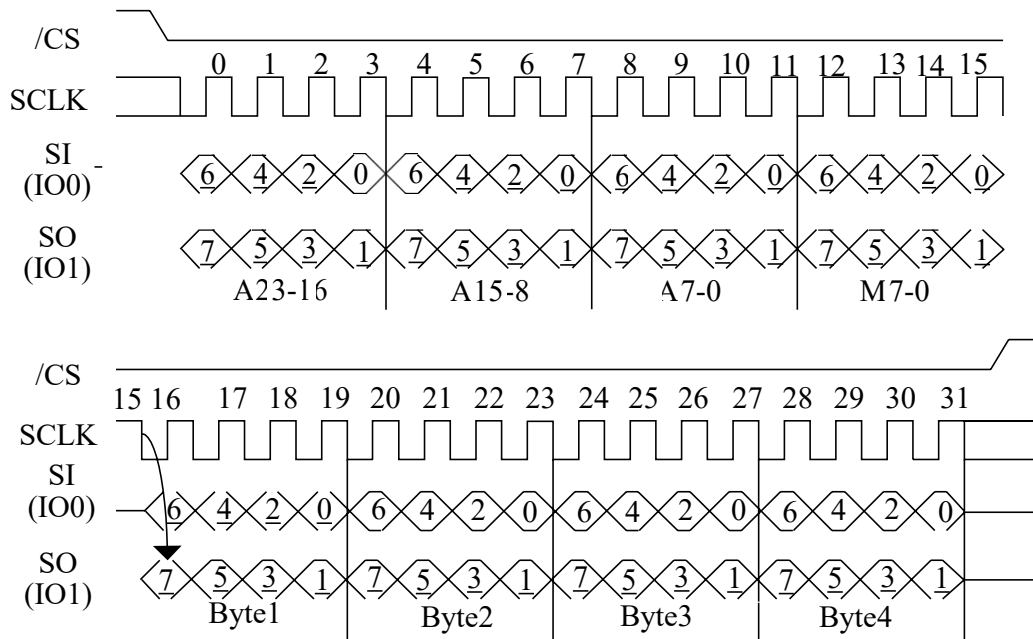 /CS
0 1 2 3 4 5 6 7 8 9 10 11 12 13 14 15
SCLK
SI
(IO0)
6 4 2 0 6 4 2 0 6 4 2 0 6 4 2 0
SO
(IO1)
7 5 3 1 7 5 3 1 7 5 3 1 7 5 3 1
A23-16 A15-8 A7-0 M7-0
/CS
15 16 17 18 19 20 21 22 23 24 25 26 27 28 29 30 31
SCLK
SI
(IO0)
6 4 2 0 6 4 2 0 6 4 2 0 6 4 2 0
SO
(IO1)
7 5 3 1 7 5 3 1 7 5 3 1 7 5 3 1
Byte1 Byte2 Byte3 Byte4